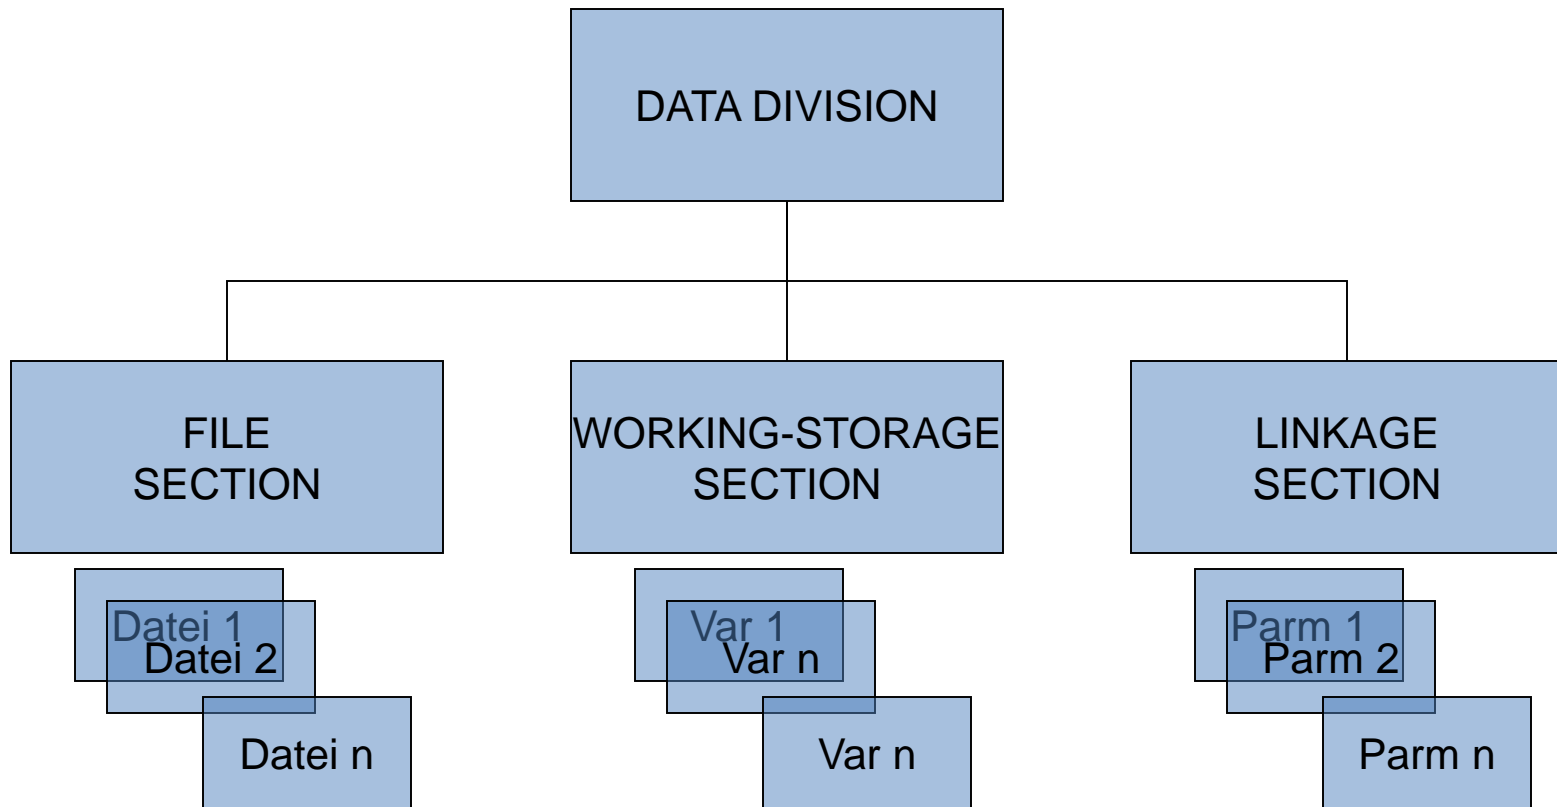 DATA DIVISION
FILE
SECTION
WORKING-STORAGE
SECTION
LINKAGE
SECTION
Datei 1
Datei 2
Datei n
Var 1
Var n
Var n
Parm 1
Parm 2
Parm n